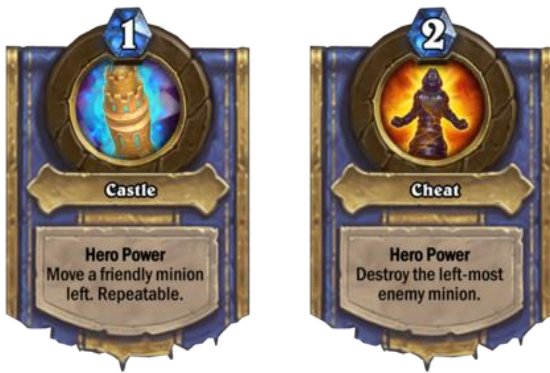 1
Castle
Hero Power
Move a friendly minion
left. Repeatable.
2
Cheat
Hero Power
Destroy the left-most
enemy minion.